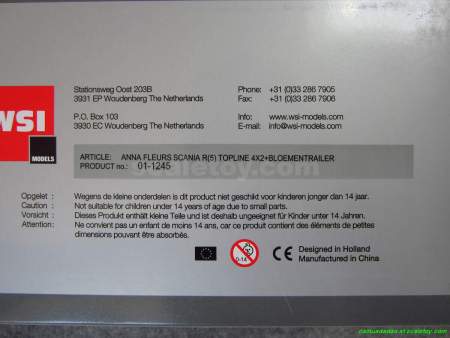 WSI
MODELS
Stationsweg Oost 203B
3931 EP Woudenberg The Netherlands
P.O. Box 103
3930 EC Woudenberg The Netherlands
Phone: +31 (0)33 286 7905
Fax: +31 (0)33 286 7906
Info: www.wsi-models.com
E-mail: info@wsi-models.com
ARTICLE: ANNA FLEURS SCANIA R(5) TOPLINE 4X2+BLOEMENTRAILER
PRODUCT no.: 01-1245
Opgelet : Wegens de kleine onderdelen is dit product niet geschikt voor kinderen jonger dan 14 jaar.
Caution : Not suitable for children under 14 years of age due to small parts.
Vorsicht : Dieses Produkt enthält kleine Teile und ist deshalb ungeeignet für Kinder unter 14 Jahren.
Attention: Ne convient pas un enfant de moins 14 ans, car ce produit contient des éléments de petites
dimensions pouvant être absorbés.
0-14
CE
Designed in Holland
Manufactured in China